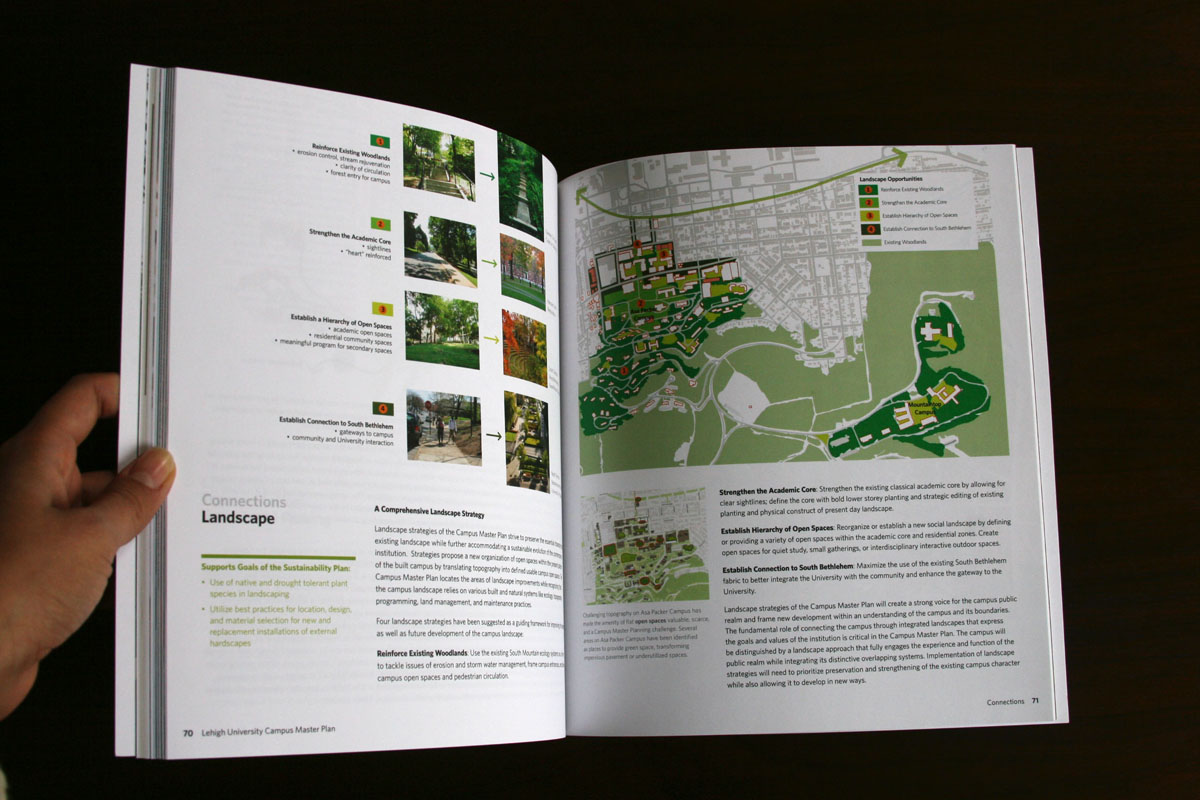 1
Reinforce Existing Woodlands
• erosion control, stream rejuvenation
• clarity of circulation
• forest entry for campus
2
Strengthen the Academic Core
• sightlines
• "heart" reinforced
3
Establish a Hierarchy of Open Spaces
• academic open spaces
• residential community spaces
• meaningful program for secondary spaces
4
Establish Connection to South Bethlehem
• gateways to campus
• community and University interaction
Connections
Landscape
Supports Goals of the Sustainability Plan:
• Use of native and drought tolerant plant
species in landscaping
• Utilize best practices for location, design,
and material selection for new and
replacement installations of external
hardscapes
A Comprehensive Landscape Strategy
Landscape strategies of the Campus Master Plan strive to preserve the essential
existing landscape while further accommodating a sustainable evolution of the
institution. Strategies propose a new organization of open spaces within the
of the built campus by translating topography into defined usable campus open
Campus Master Plan locates the areas of landscape improvements while
the campus landscape relies on various built and natural systems like ecology,
programming, land management, and maintenance practices.
Four landscape strategies have been suggested as a guiding framework for
as well as future development of the campus landscape.
Reinforce Existing Woodlands: Use the existing South Mountain ecology
to tackle issues of erosion and storm water management, frame campus entrances,
campus open spaces and pedestrian circulation.
70 Lehigh University Campus Master Plan
Landscape Opportunities
1 Reinforce Existing Woodlands
2 Strengthen the Academic Core
3 Establish Hierarchy of Open Spaces
4 Establish Connection to South Bethlehem
Existing Woodlands
Asa Packer
Mountaintop
Campus
Challenging topography on Asa Packer Campus has
made the amenity of flat open spaces valuable, scarce,
and a Campus Master Planning challenge. Several
areas on Asa Packer Campus have been identified
as places to provide green space, transforming
impervious pavement or underutilized spaces.
Strengthen the Academic Core: Strengthen the existing classical academic core by allowing for
clear sightlines; define the core with bold lower storey planting and strategic editing of existing
planting and physical construct of present day landscape.
Establish Hierarchy of Open Spaces: Reorganize or establish a new social landscape by defining
or providing a variety of open spaces within the academic core and residential zones. Create
open spaces for quiet study, small gatherings, or interdisciplinary interactive outdoor spaces.
Establish Connection to South Bethlehem: Maximize the use of the existing South Bethlehem
fabric to better integrate the University with the community and enhance the gateway to the
University.
Landscape strategies of the Campus Master Plan will create a strong voice for the campus public
realm and frame new development within an understanding of the campus and its boundaries.
The fundamental role of connecting the campus through integrated landscapes that express
the goals and values of the institution is critical in the Campus Master Plan. The campus will
be distinguished by a landscape approach that fully engages the experience and function of the
public realm while integrating its distinctive overlapping systems. Implementation of landscape
strategies will need to prioritize preservation and strengthening of the existing campus character
while also allowing it to develop in new ways.
Connections 71